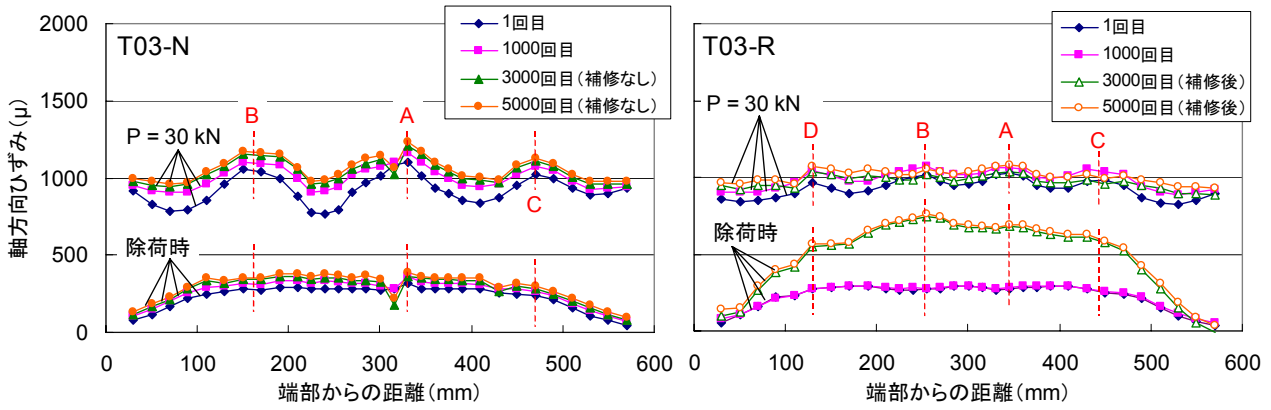 T03-N
1回目
1000回目
3000回目(補修なし)
5000回目(補修なし)
P = 30 kN
除荷時
B
A
C
2000
1500
1000
500
0
0 100 200 300 400 500 600
軸方向ひずみ(μ)
端部からの距離(mm)
T03-R
1回目
1000回目
3000回目(補修後)
5000回目(補修後)
P = 30 kN
除荷時
D
B
A
C
0 100 200 300 400 500 600
端部からの距離(mm)